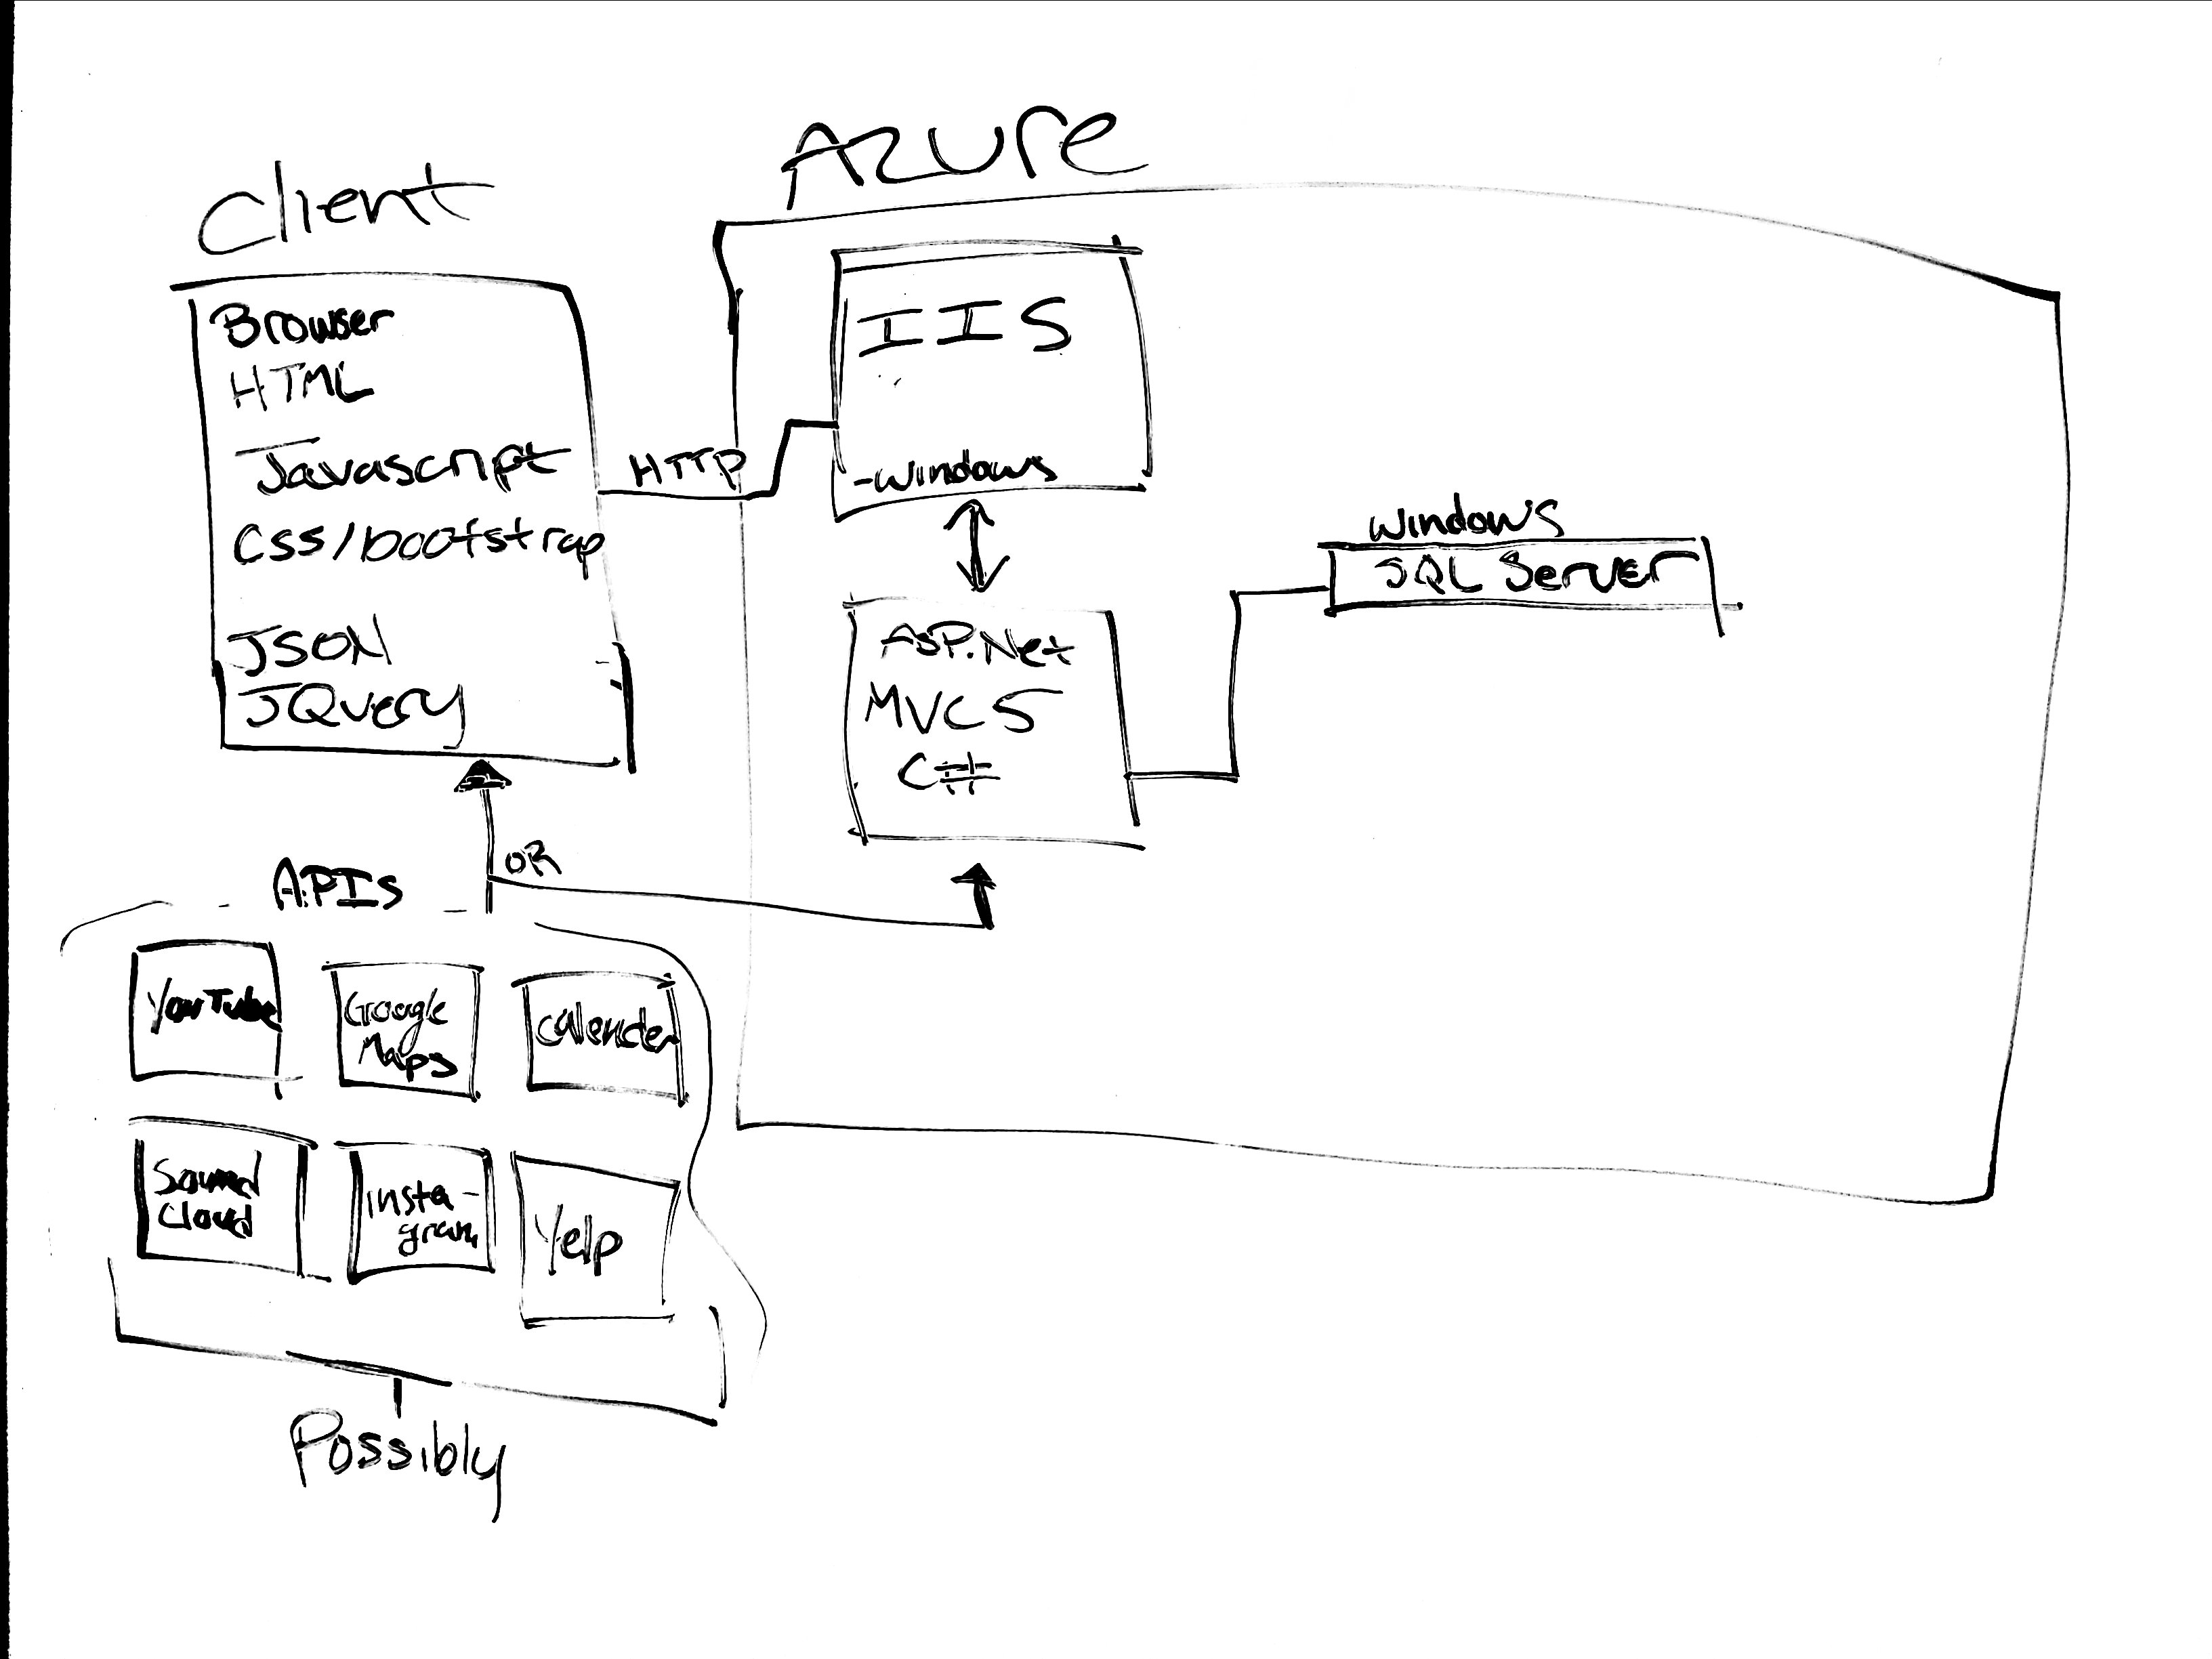 Client
Azure
Browser
HTML
Javascript
Css/bootstrap
JSON
JQuery
HTTP
IIS
-windows
ASP.Net
MVC5
C#
Windows
SQL Server
OR
APIs
YouTube
Google
Maps
Calender
Sound
Cloud
Insta-
gram
Yelp
Possibly